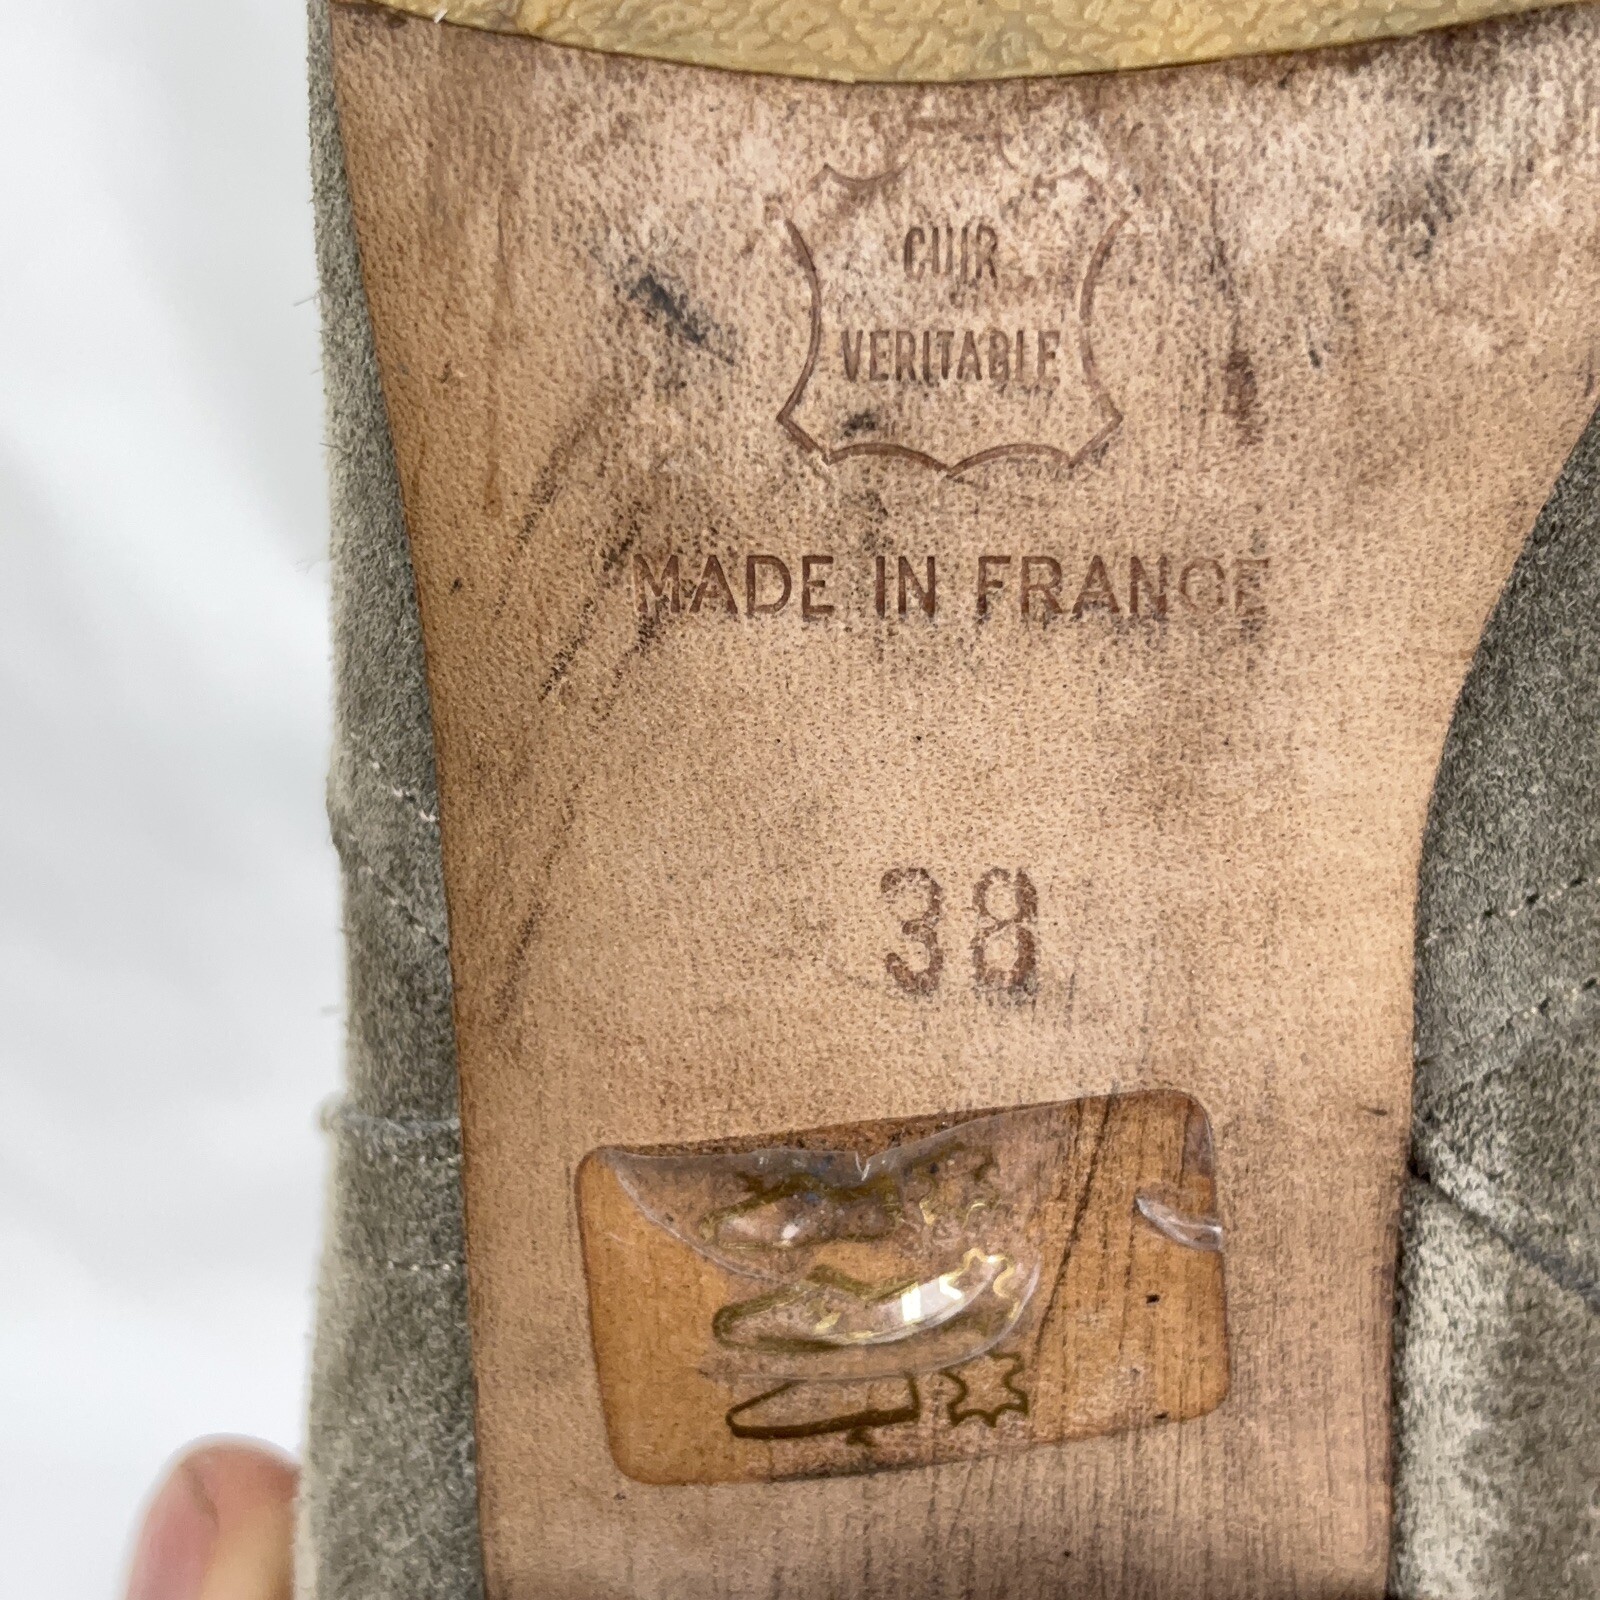 CUIR
VERITABLE
MADE IN FRANCE
38